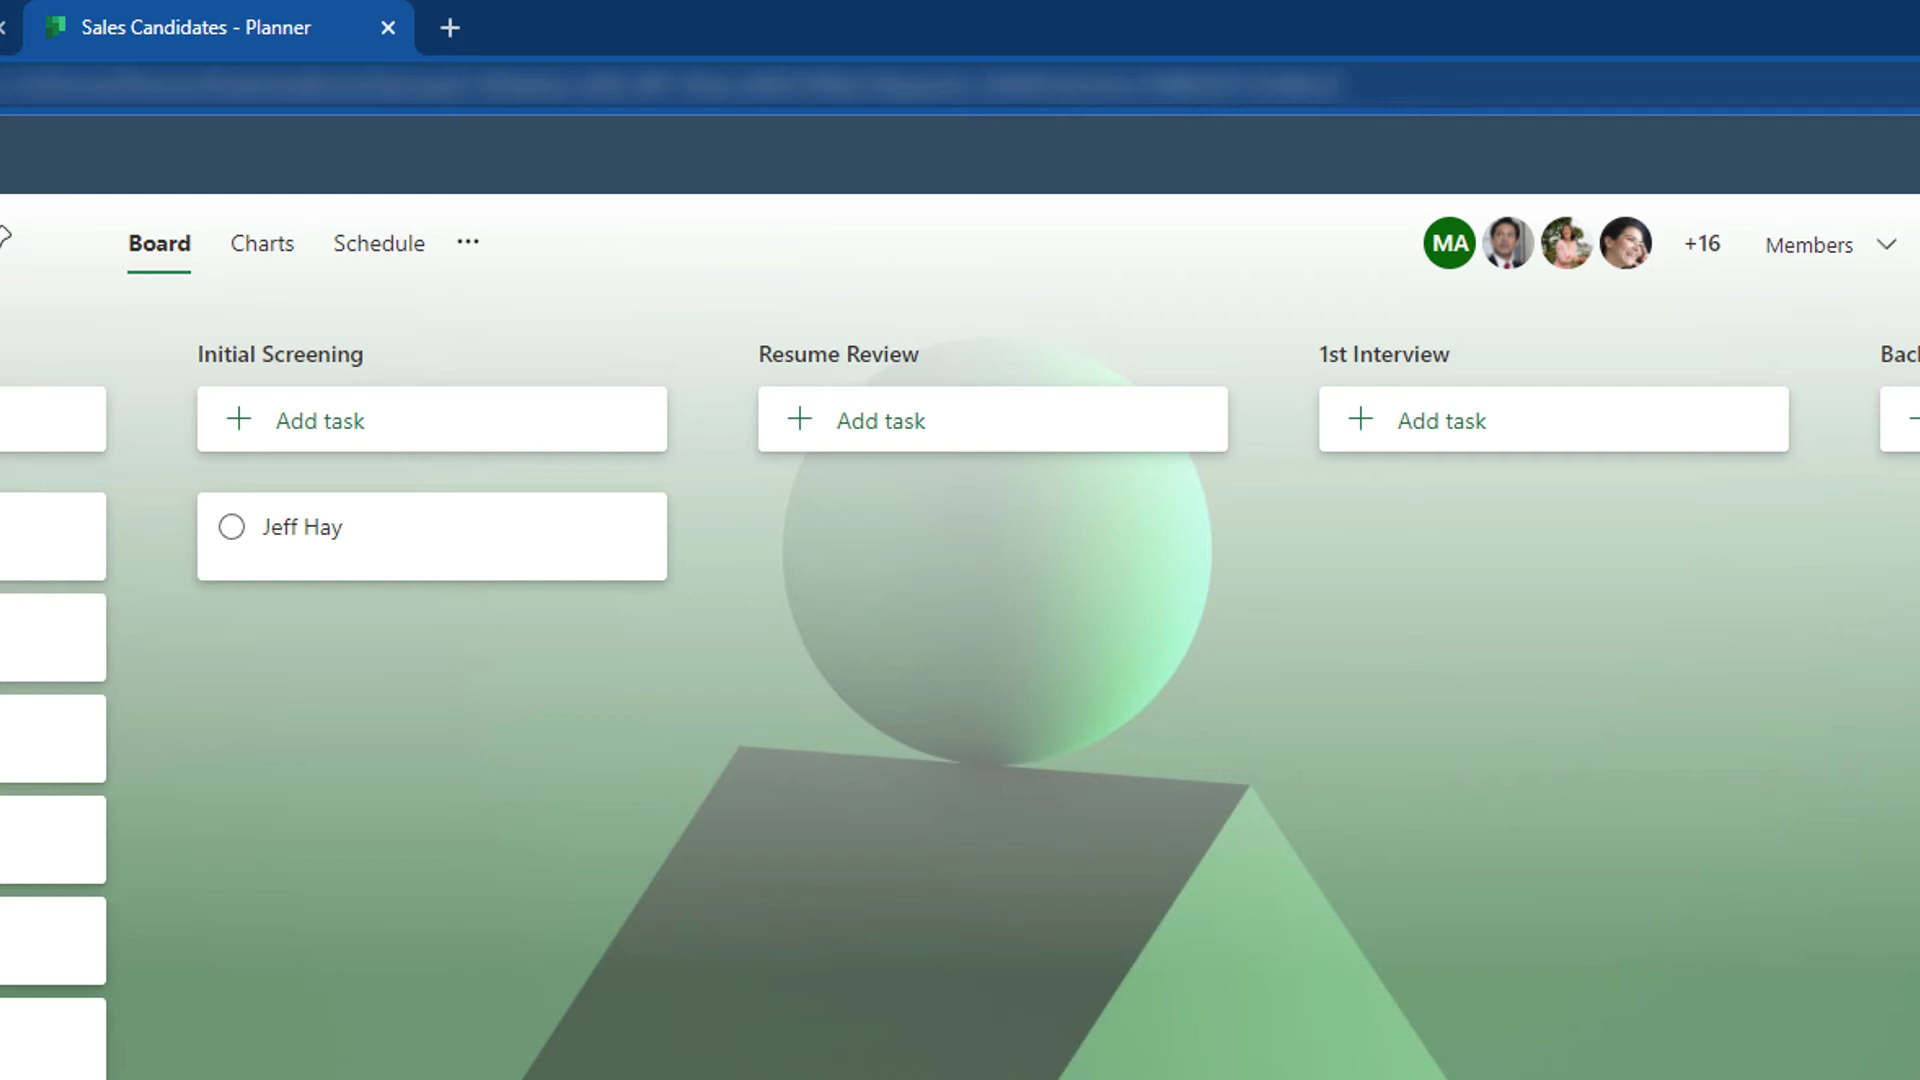 Sales Candidates - Planner
Board Charts Schedule ...
MA +16 Members
Initial Screening
Resume Review
1st Interview
Add task
Add task
Add task
Jeff Hay